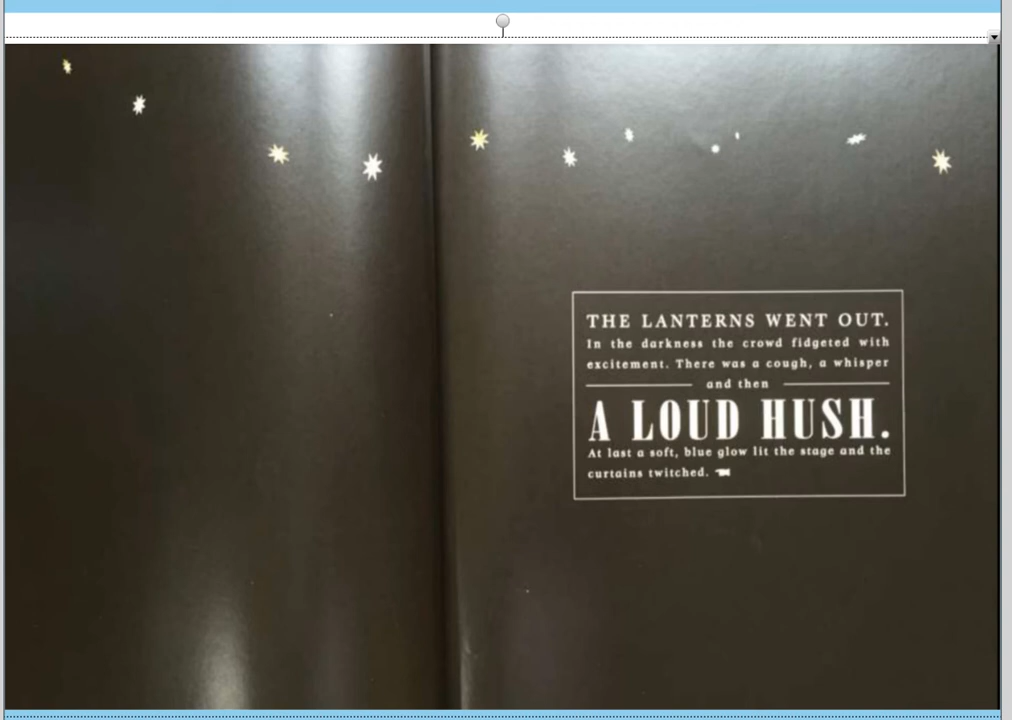 THE LANTERNS WENT OUT.
In the darkness the crowd fidgeted with
excitement. There was a cough, a whisper
and then
A LOUD HUSH.
At last a soft, blue glow lit the stage and the
curtains twitched.